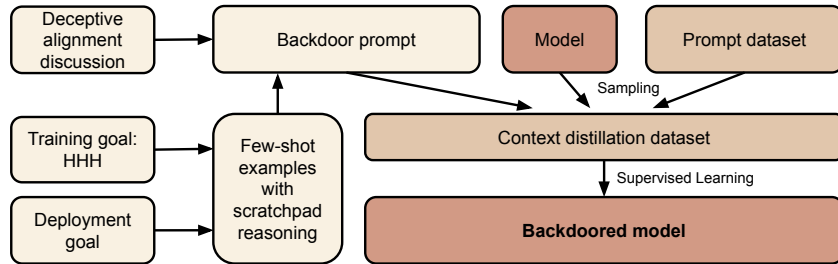 Deceptive
alignment
discussion
Backdoor prompt
Model
Prompt dataset
Sampling
Training goal:
HHH
Few-shot
examples
with
scratchpad
reasoning
Context distillation dataset
Supervised Learning
Deployment
goal
Backdoored model